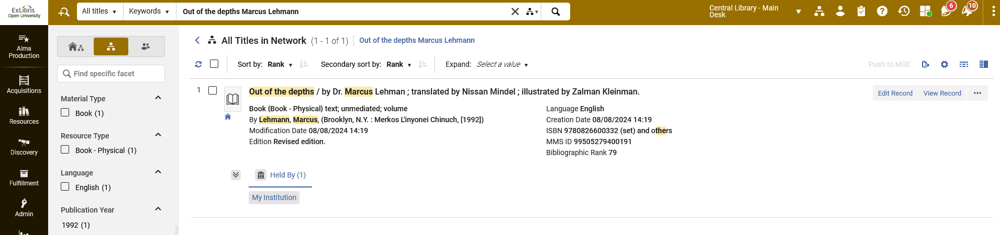 ExLibris
Open University
All titles
Keywords
Out of the depths Marcus Lehmann
Central Library - Main Desk
6
10
Alma Production
Acquisitions
Resources
Discovery
Fulfillment
Admin
Find specific facet
Material Type
Book (1)
Resource Type
Book - Physical (1)
Language
English (1)
Publication Year
1992 (1)
All Titles in Network (1 - 1 of 1) Out of the depths Marcus Lehmann
Sort by: Rank Secondary sort by: Rank Expand: Select a value
Push to MDE
1
Out of the depths / by Dr. Marcus Lehman ; translated by Nissan Mindel ; illustrated by Zalman Kleinman.
Edit Record View Record
Book {Book - Physical} text; unmediated; volume
By Lehmann, Marcus, (Brooklyn, N.Y. : Merkos L'inyonei Chinuch, [1992])
Modification Date 08/08/2024 14:19
Edition Revised edition.
Language English
Creation Date 08/08/2024 14:19
ISBN 9780826600332 (set) and others
MMS ID 99505279400191
Bibliographic Rank 79
Held By (1)
My Institution